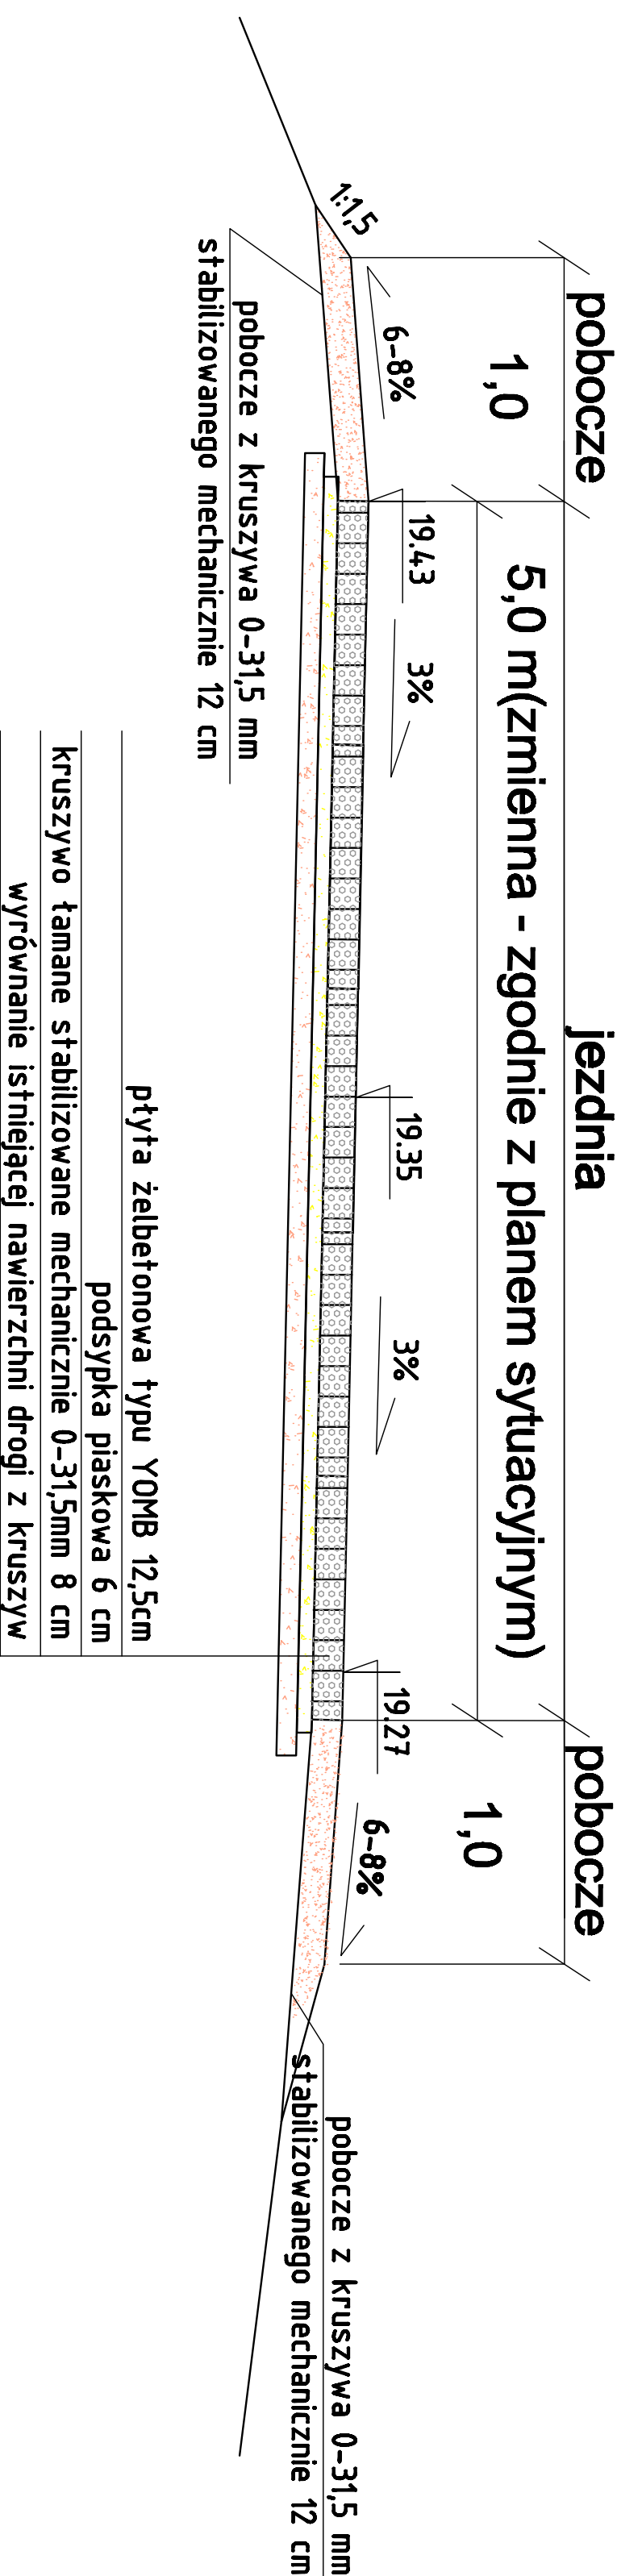 pobocze
jezdnia
pobocze
1,0
5,0 m(zmienna - zgodnie z planem sytuacyjnym)
1,0
1:1,5
6-8%
19.43
3%
19.35
3%
19.27
6-8%
pobocze z kruszywa 0-31,5 mm
stabilizowanego mechanicznie 12 cm
pobocze z kruszywa 0-31,5 mm
stabilizowanego mechanicznie 12 cm
płyta żelbetonowa typu YOMB 12,5cm
podsypka piaskowa 6 cm
kruszywo łamane stabilizowane mechanicznie 0-31,5mm 8 cm
wyrównanie istniejącej nawierzchni drogi z kruszyw